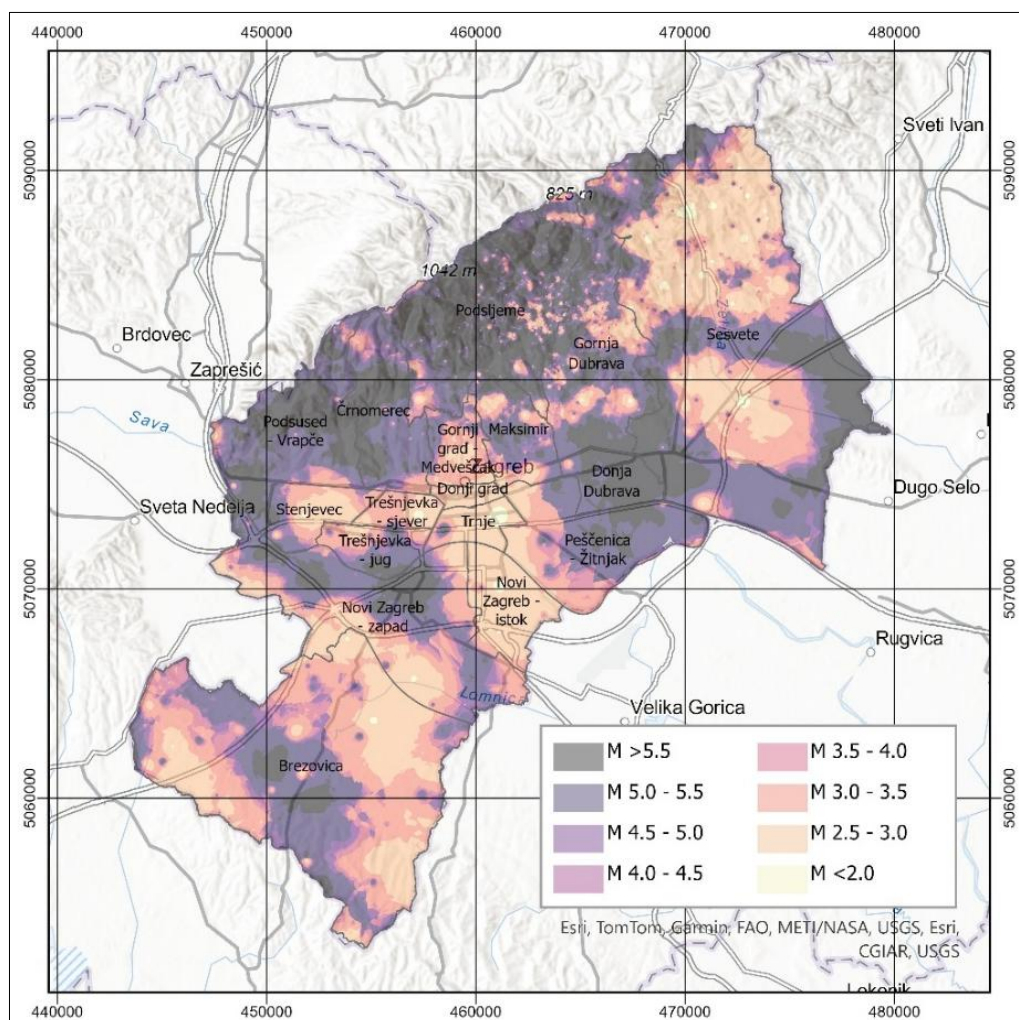 440000 450000 460000 470000 480000
Sveti Ivan
5090000
5090000
825 m
1042 m
Podsljeme
Zelina
Brdovec
Sesvete
Gornja
Dubrava
Zaprešić
5080000
5080000
Črnomerec
Sava
Podsused
- Vrapče
Gornji
grad -
Medveščak
Maksimir
Zagreb
Donja
Dubrava
Dugo Selo
Donji grad
Sveta Nedelja
Stenjevec
Trešnjevka
- sjever
Trnje
Trešnjevka
- jug
Peščenica
- Žitnjak
5070000
5070000
Novi
Zagreb -
istok
Novi Zagreb
- zapad
Rugvica
Lomnica
Velika Gorica
Brezovica
5060000
5060000
M >5.5
M 5.0 - 5.5
M 4.5 - 5.0
M 4.0 - 4.5
M 3.5 - 4.0
M 3.0 - 3.5
M 2.5 - 3.0
M <2.0
Esri, TomTom, Garmin, FAO, METI/NASA, USGS, Esri,
CGIAR, USGS
440000 450000 460000 470000 480000